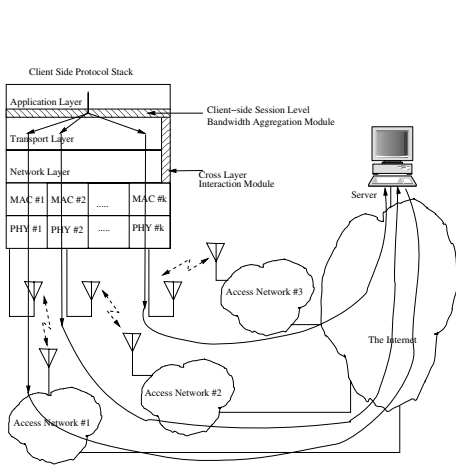 Client Side Protocol Stack
Application Layer
Client-side Session Level
Bandwidth Aggregation Module
Transport Layer
Network Layer
Cross Layer
Interaction Module
MAC #1 MAC #2 ..... MAC #k
PHY #1 PHY #2 ..... PHY #k
Server
Access Network #3
The Internet
Access Network #2
Access Network #1